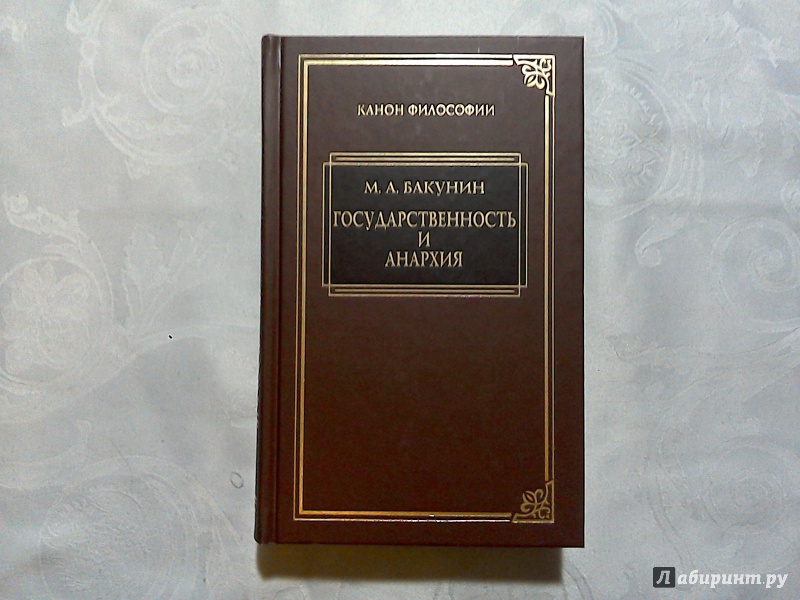 КАНОН ФИЛОСОФИИ
М. А. БАКУНИН
ГОСУДАРСТВЕННОСТЬ
И
АНАРХИЯ
Лабиринт.ру